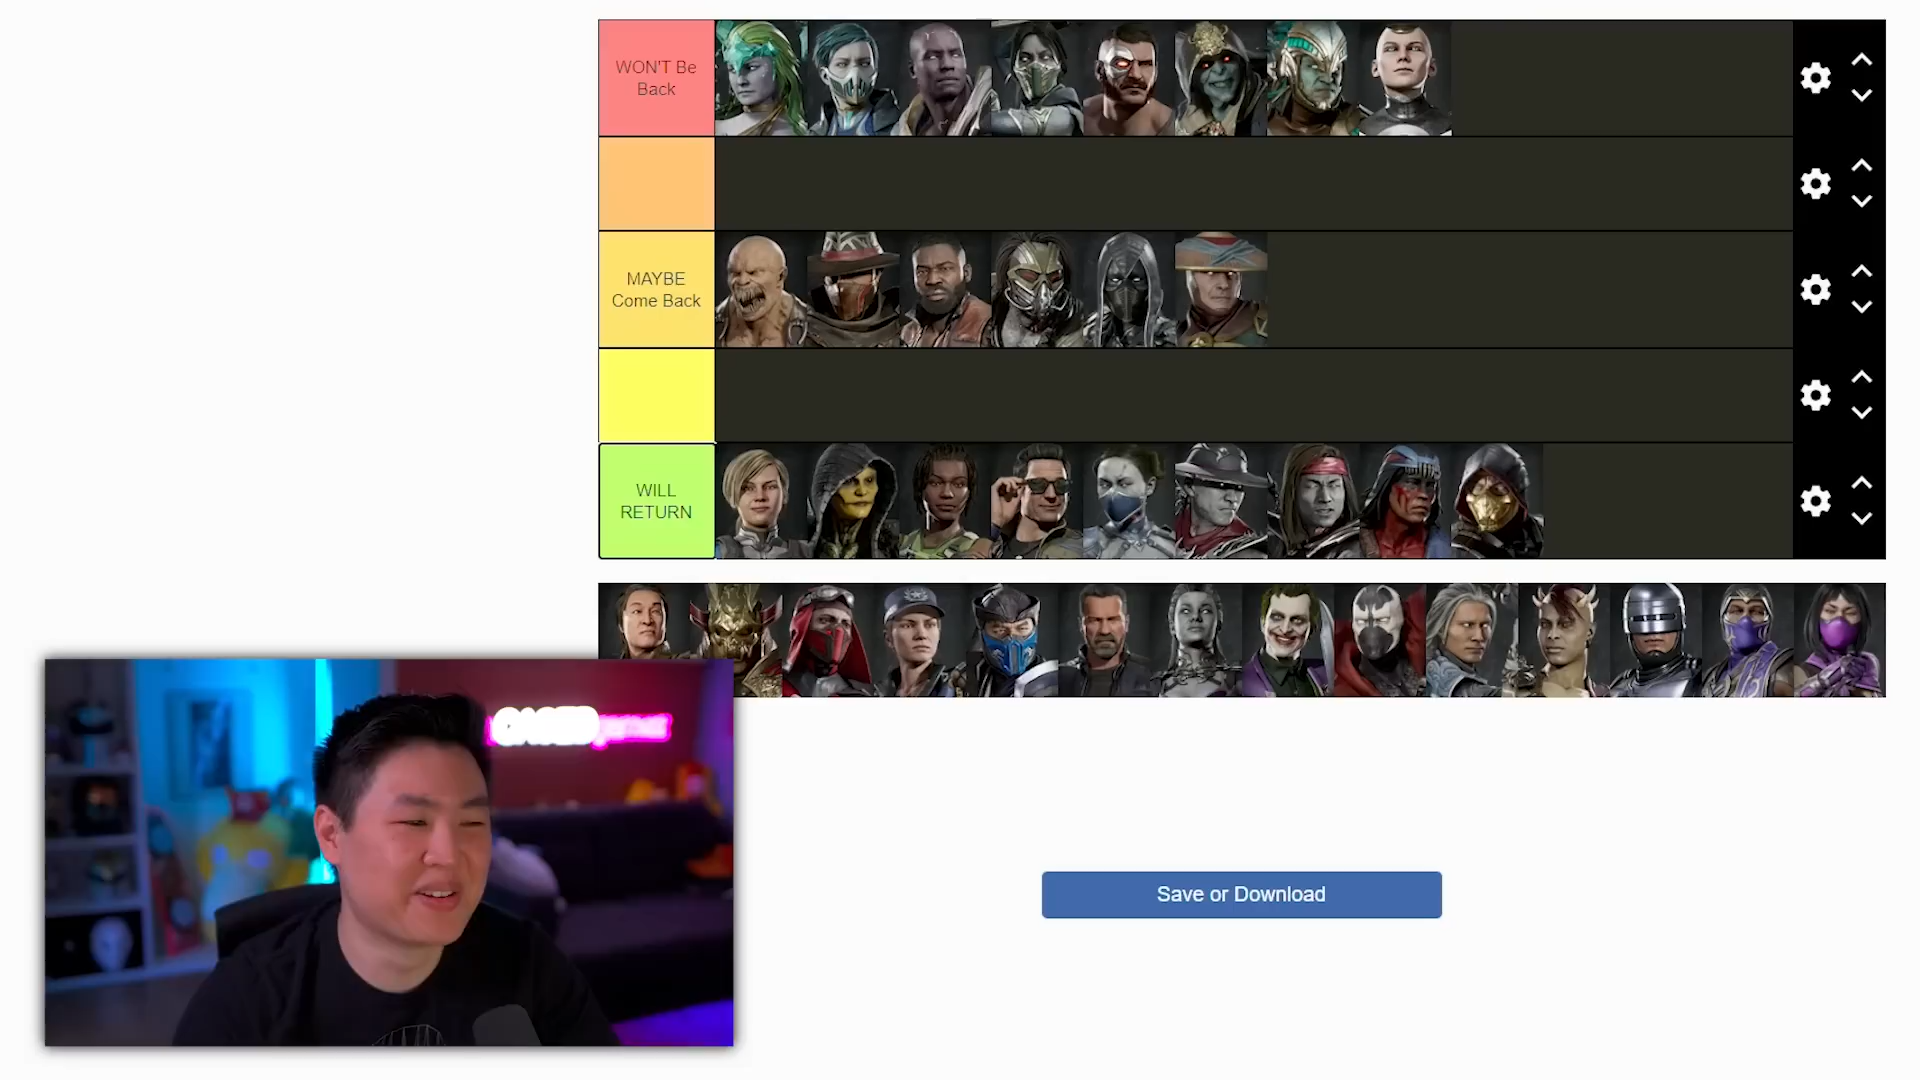 WON'T Be
Back
MAYBE
Come Back
WILL
RETURN
Save or Download